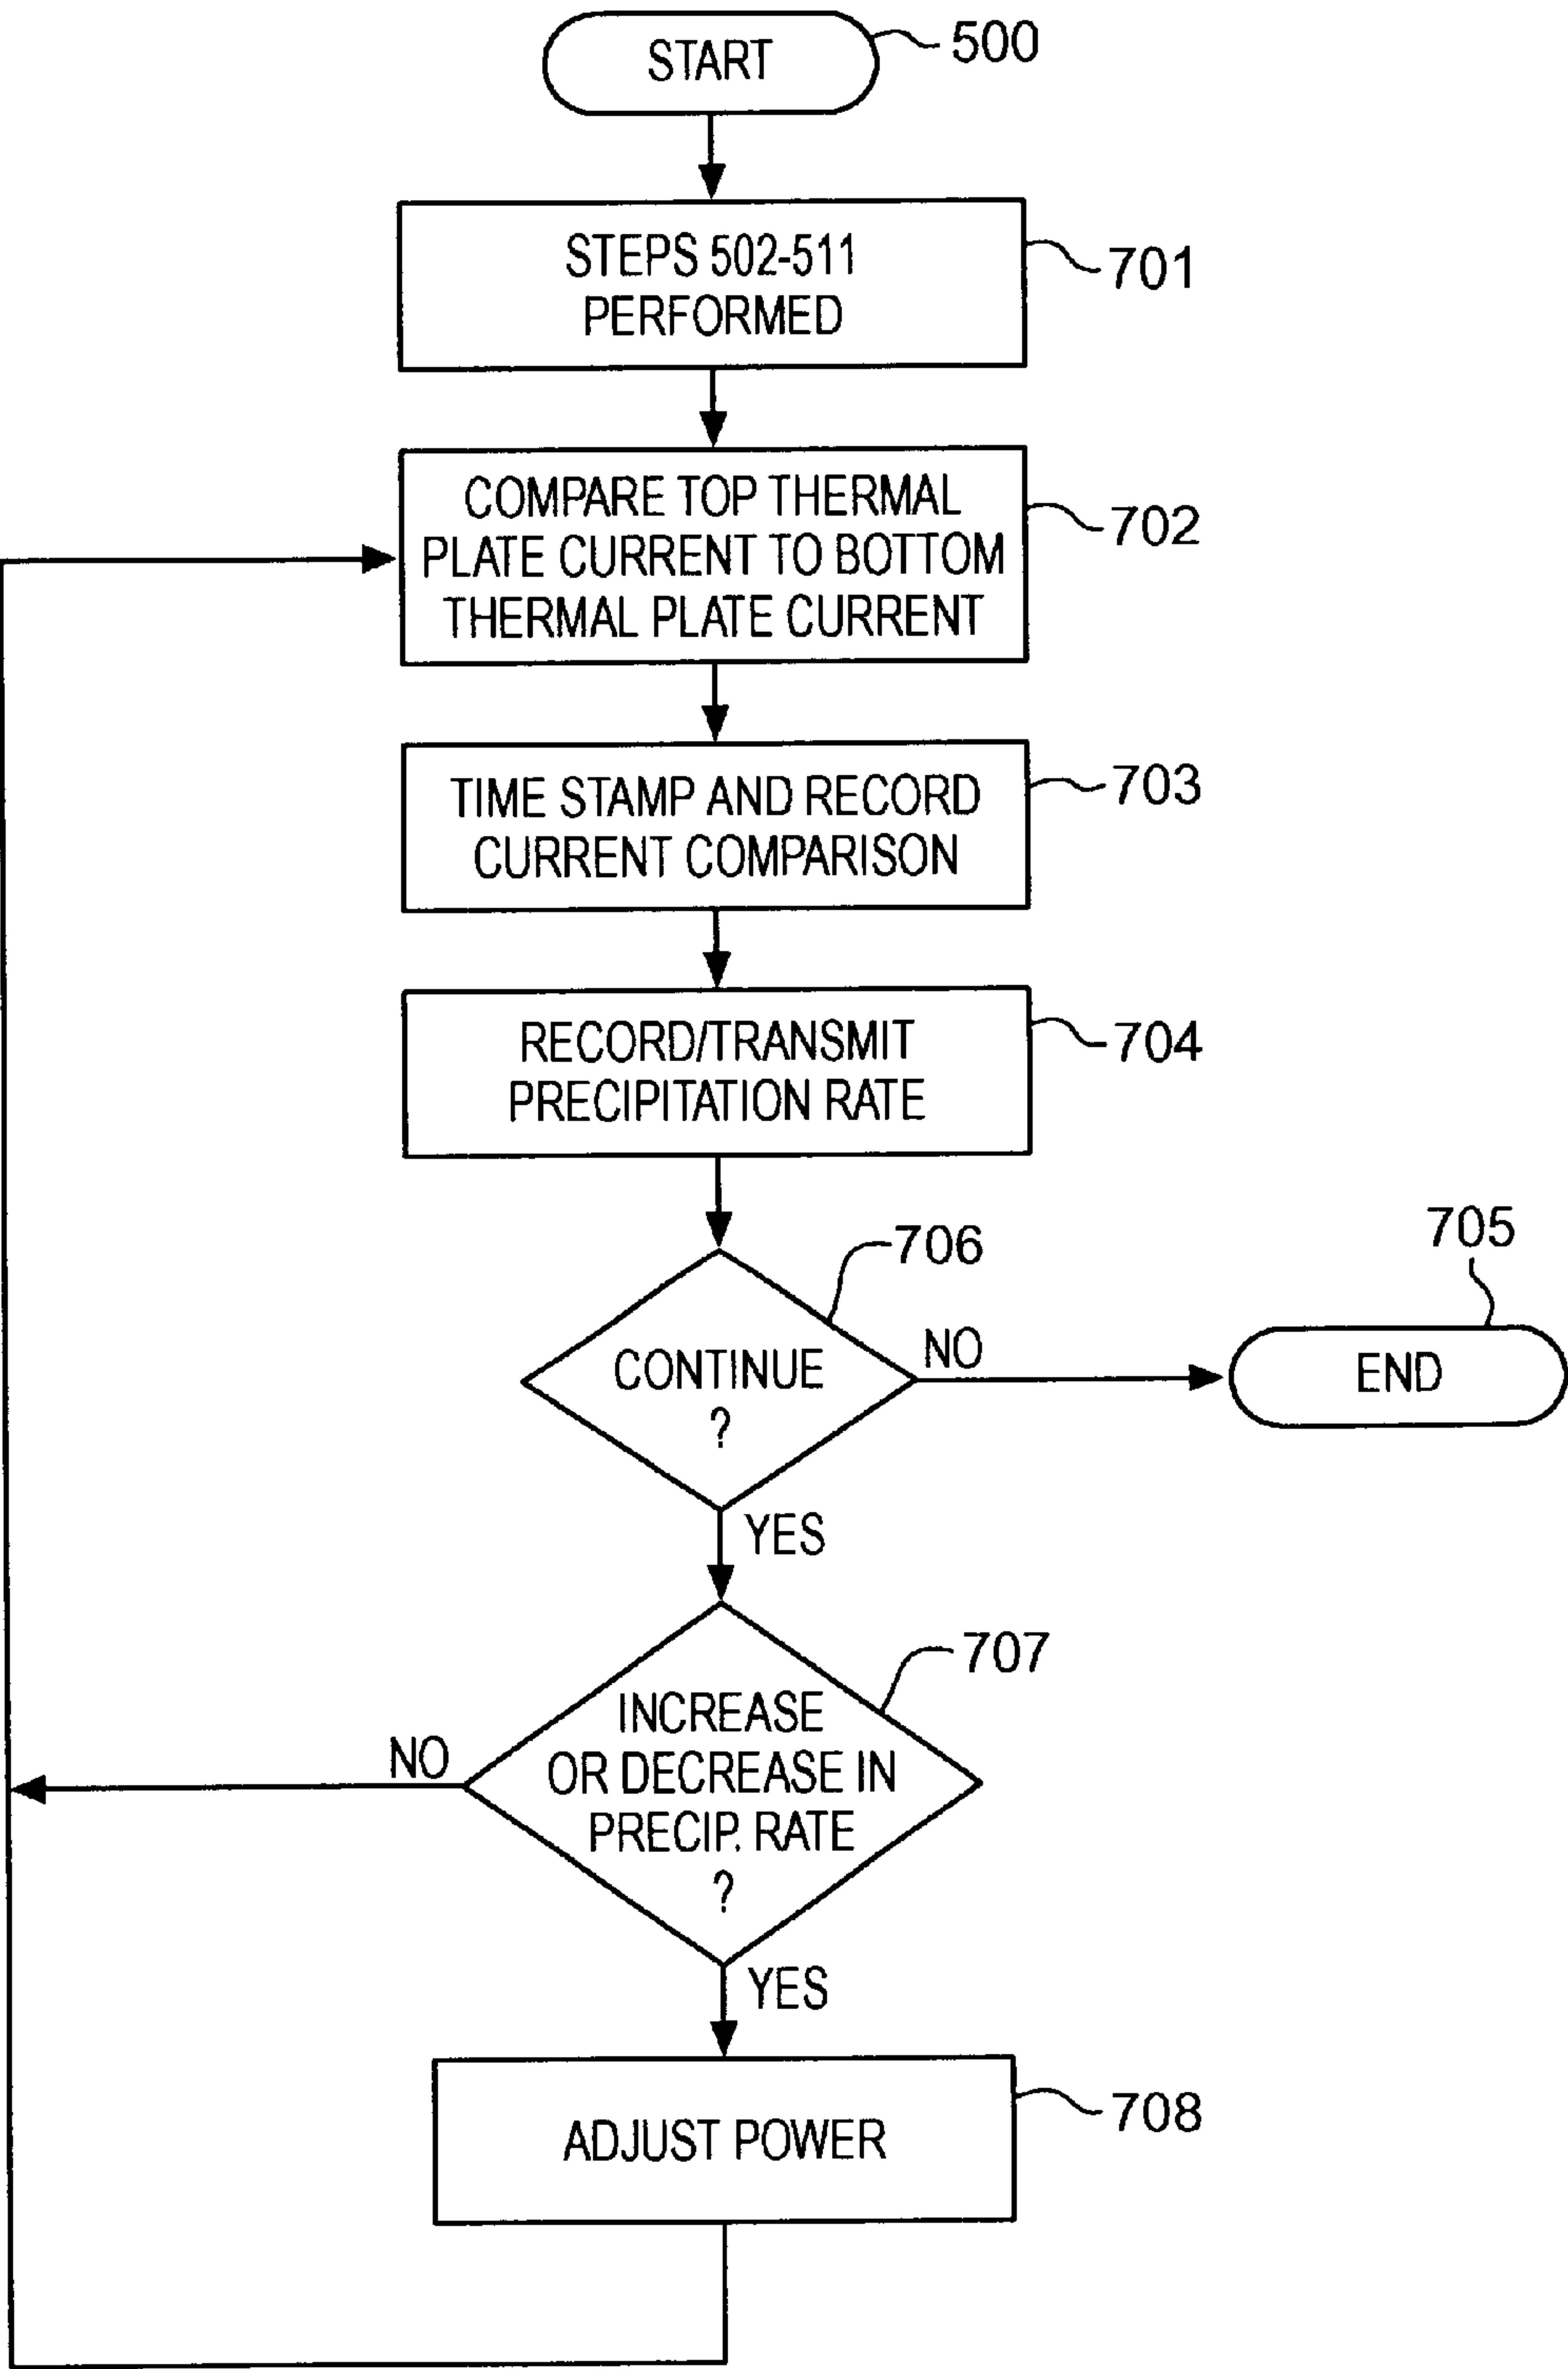 START
500
STEPS 502-511
PERFORMED
701
COMPARE TOP THERMAL
PLATE CURRENT TO BOTTOM
THERMAL PLATE CURRENT
702
TIME STAMP AND RECORD
CURRENT COMPARISON
703
RECORD/TRANSMIT
PRECIPITATION RATE
704
706
705
CONTINUE
?
NO
END
YES
707
INCREASE
OR DECREASE IN
PRECIP. RATE
?
NO
YES
ADJUST POWER
708